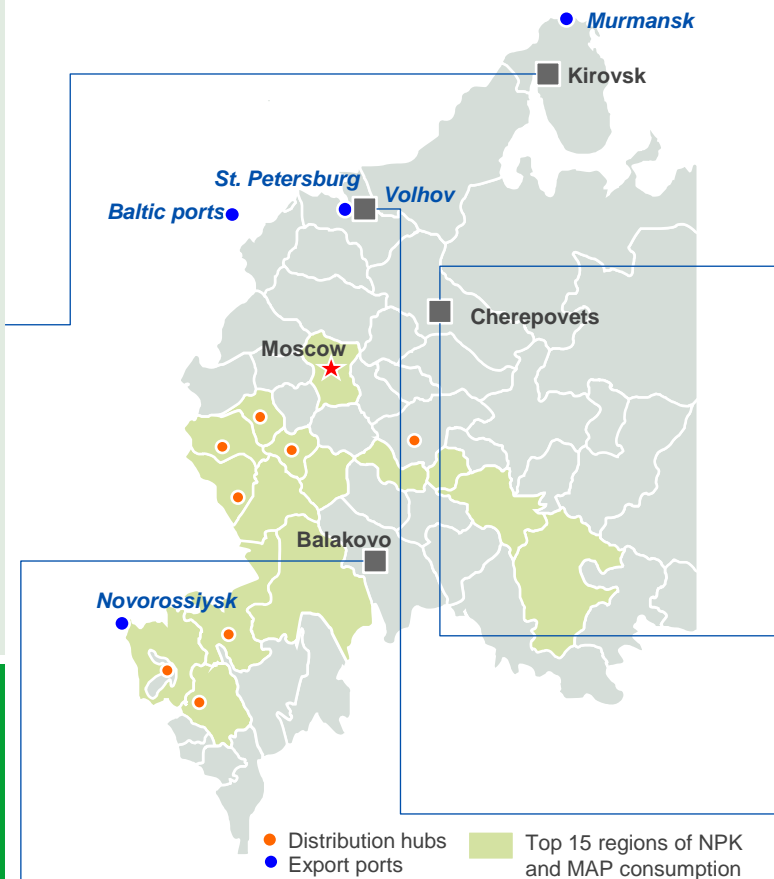 Murmansk
Kirovsk
St. Petersburg
Volhov
Baltic ports
Cherepovets
Moscow
Balakovo
Novorossiysk
Distribution hubs
Export ports
Top 15 regions of NPK
and MAP consumption